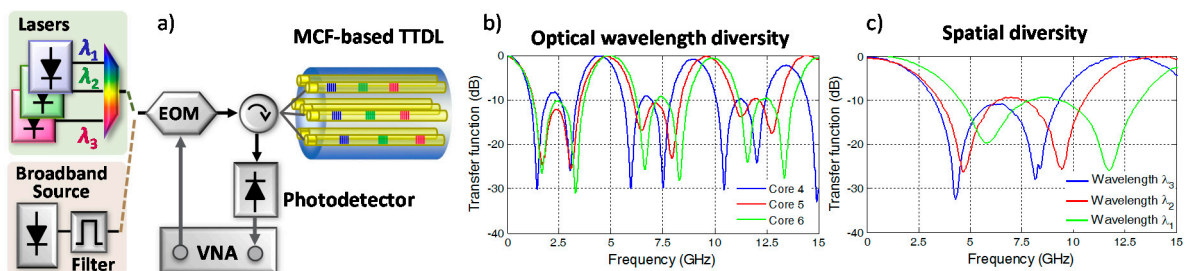 Lasers
λ1
λ2
λ3
Broadband
Source
Filter
a)
EOM
MCF-based TTDL
Photodetector
VNA
b)
Optical wavelength diversity
Transfer function (dB)
0
-10
-20
-30
-40
0
2.5
5
7.5
10
12.5
15
Frequency (GHz)
Core 4
Core 5
Core 6
c)
Spatial diversity
Transfer function (dB)
0
-10
-20
-30
-40
0
2.5
5
7.5
10
12.5
15
Frequency (GHz)
Wavelength λ3
Wavelength λ2
Wavelength λ1